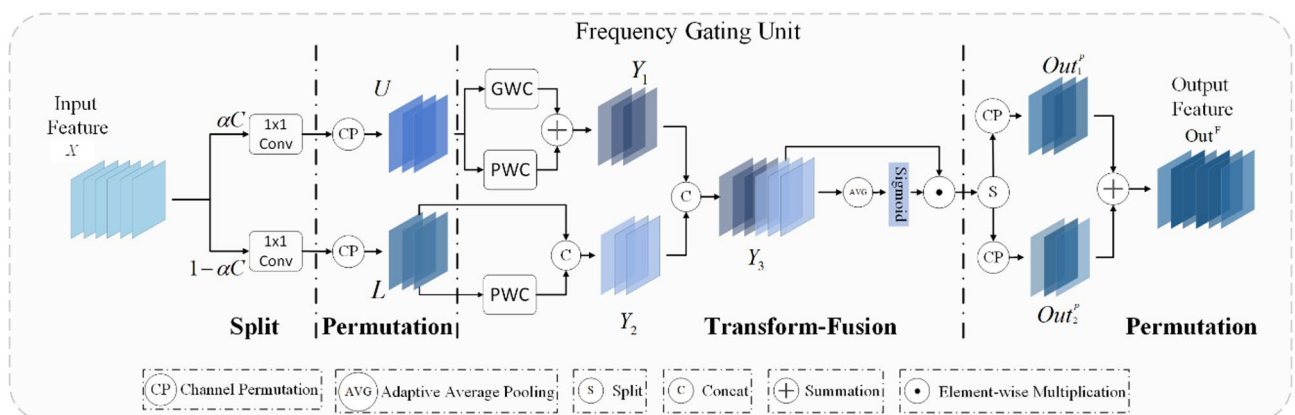 Frequency Gating Unit
Input
Feature
X
αC
1x1
Conv
CP
U
GWC
PWC
Y₁
1−αC
1x1
Conv
CP
L
PWC
C
Y₂
C
Y₃
AVG
Sigmoid
S
CP
CP
Out₁ᴾ
Out₂ᴾ
Output
Feature
Outᶠ
Split
Permutation
Transform-Fusion
Permutation
CP Channel Permutation
AVG Adaptive Average Pooling
S Split
C Concat
+ Summation
• Element-wise Multiplication